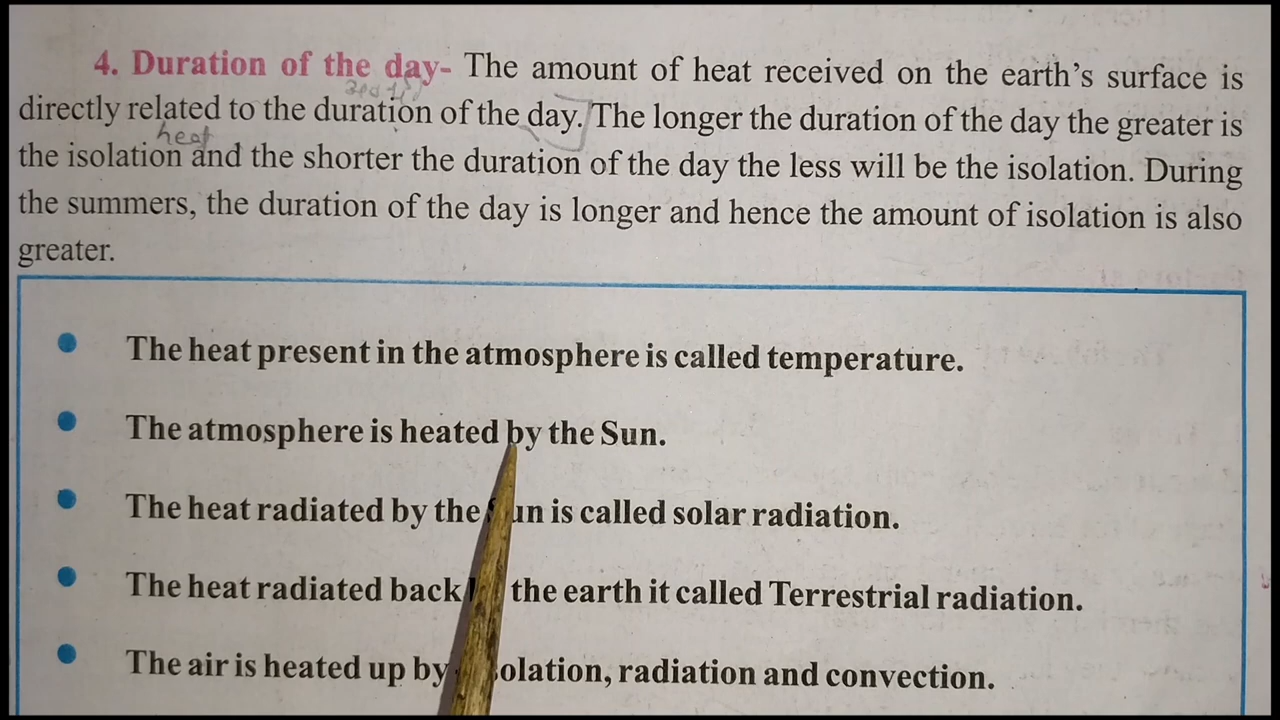 4. Duration of the day- The amount of heat received on the earth's surface is
directly related to the duration of the day. The longer the duration of the day the greater is
heat
the isolation and the shorter the duration of the day the less will be the isolation. During
the summers, the duration of the day is longer and hence the amount of isolation is also
greater.
The heat present in the atmosphere is called temperature.
The atmosphere is heated by the Sun.
The heat radiated by the Sun is called solar radiation.
The heat radiated back the earth it called Terrestrial radiation.
The air is heated up by radiation and convection.